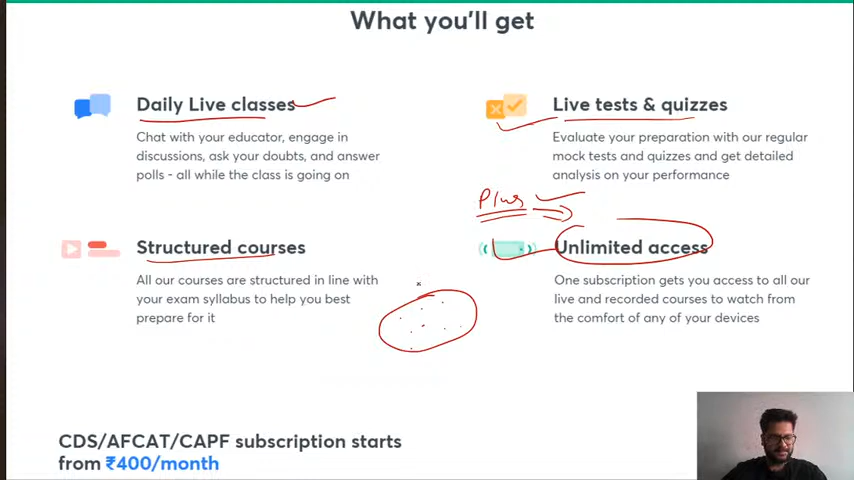 What you'll get
Daily Live classes
Chat with your educator, engage in
discussions, ask your doubts, and answer
polls - all while the class is going on
Live tests & quizzes
Evaluate your preparation with our regular
mock tests and quizzes and get detailed
analysis on your performance
Plus
Structured courses
All our courses are structured in line with
your exam syllabus to help you best
prepare for it
Unlimited access
One subscription gets you access to all our
live and recorded courses to watch from
the comfort of any of your devices
CDS/AFCAT/CAPF subscription starts
from ₹400/month